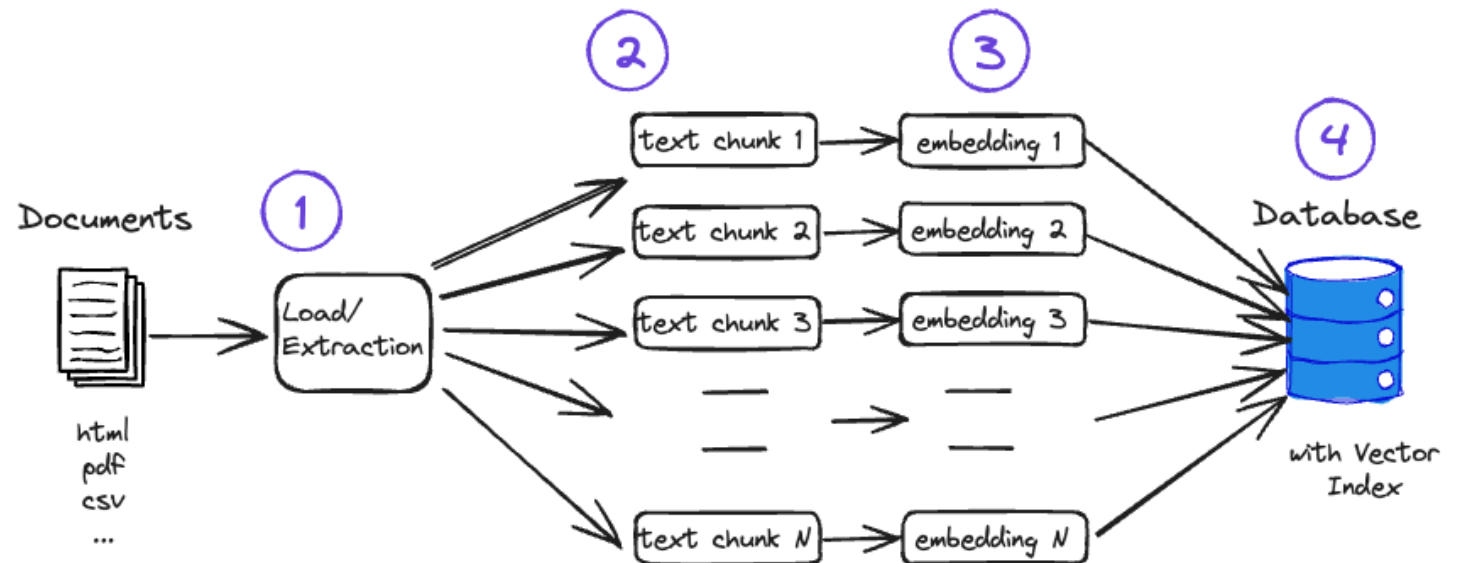 2
3
4
1
Documents
Database
text chunk 1
embedding 1
text chunk 2
embedding 2
Load/
Extraction
text chunk 3
embedding 3
html
pdf
csv
...
with Vector
Index
text chunk N
embedding N